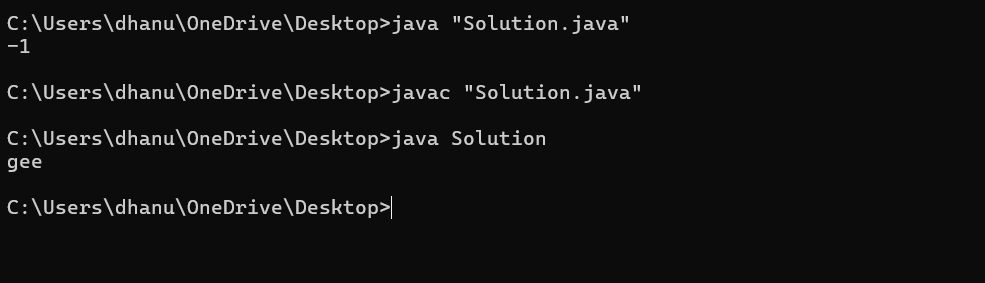 C:\Users\dhanu\OneDrive\Desktop>java "Solution.java"
-1
C:\Users\dhanu\OneDrive\Desktop>javac "Solution.java"
C:\Users\dhanu\OneDrive\Desktop>java Solution
gee
C:\Users\dhanu\OneDrive\Desktop>